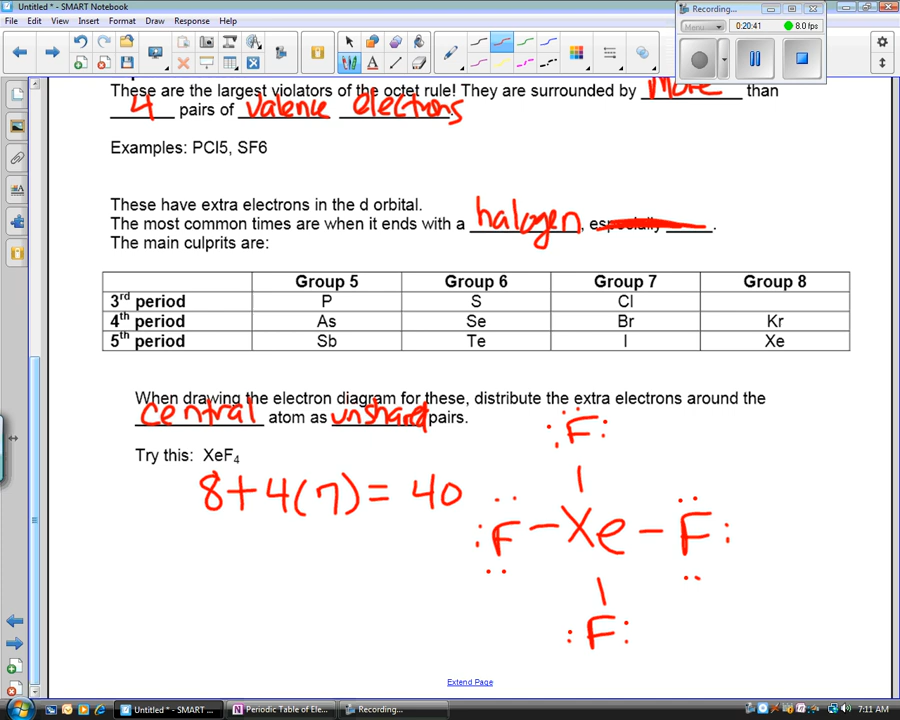 Untitled * - SMART Notebook
File Edit View Insert Format Draw Response Help
Recording...
Menu
0:20:41 8.0 fps
These are the largest violators of the octet rule! They are surrounded by more than
4 pairs of valence electrons.
Examples: PCl5, SF6
These have extra electrons in the d orbital.
The most common times are when it ends with a halogen, especially ____.
The main culprits are:
Group 5 Group 6 Group 7 Group 8
3rd period P S Cl
4th period As Se Br Kr
5th period Sb Te I Xe
When drawing the electron diagram for these, distribute the extra electrons around the
central atom as unshared pairs.
Try this: XeF4
8+4(7)= 40
F
F – Xe – F
F
Extend Page
Untitled * - SMART ... Periodic Table of Ele... Recording... 7:11 AM